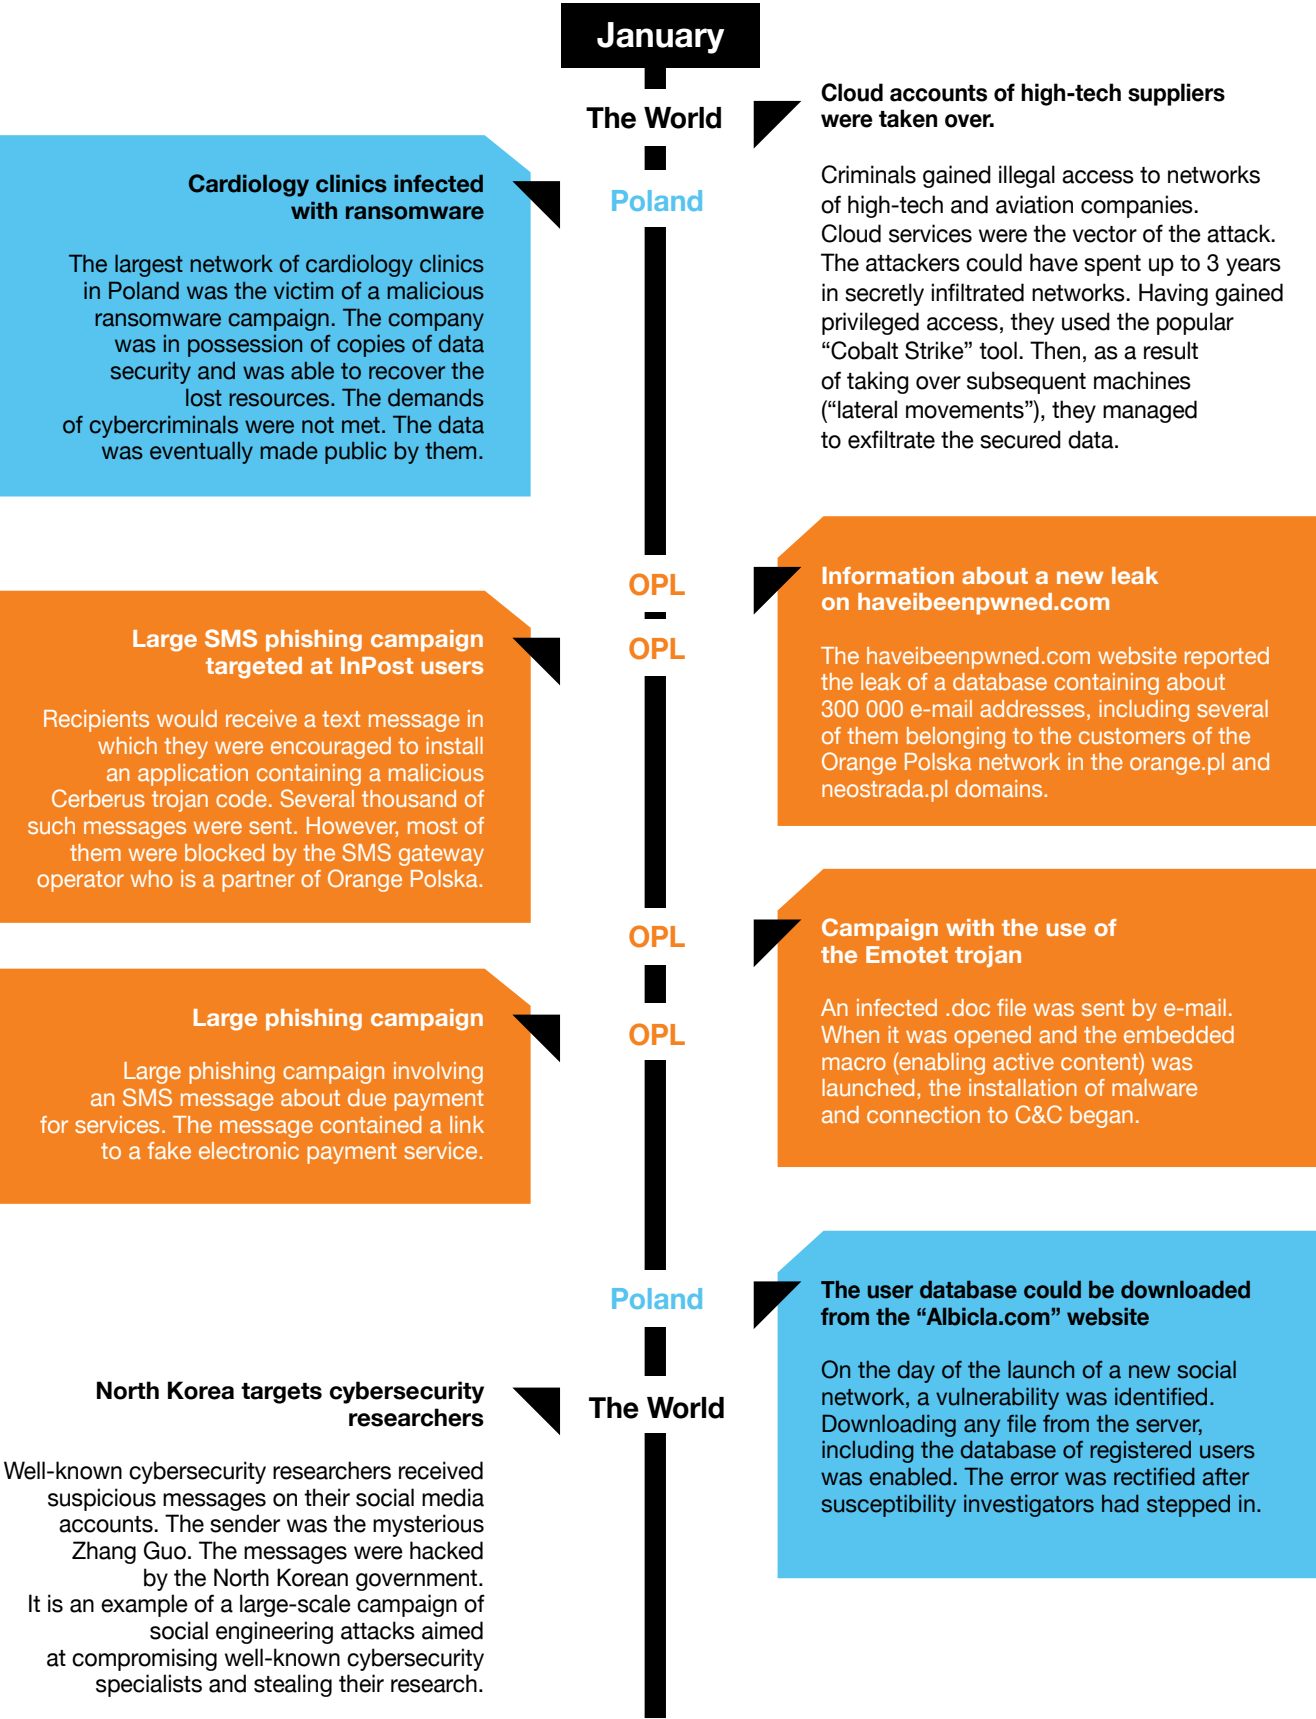 January
The World
Cloud accounts of high-tech suppliers
were taken over.
Criminals gained illegal access to networks
of high-tech and aviation companies.
Cloud services were the vector of the attack.
The attackers could have spent up to 3 years
in secretly infiltrated networks. Having gained
privileged access, they used the popular
“Cobalt Strike” tool. Then, as a result
of taking over subsequent machines
(“lateral movements”), they managed
to exfiltrate the secured data.
Poland
Cardiology clinics infected
with ransomware
The largest network of cardiology clinics
in Poland was the victim of a malicious
ransomware campaign. The company
was in possession of copies of data
security and was able to recover the
lost resources. The demands
of cybercriminals were not met. The data
was eventually made public by them.
OPL
Information about a new leak
on haveibeenpwned.com
The haveibeenpwned.com website reported
the leak of a database containing about
300 000 e-mail addresses, including several
of them belonging to the customers of the
Orange Polska network in the orange.pl and
neostrada.pl domains.
OPL
Large SMS phishing campaign
targeted at InPost users
Recipients would receive a text message in
which they were encouraged to install
an application containing a malicious
Cerberus trojan code. Several thousand of
such messages were sent. However, most of
them were blocked by the SMS gateway
operator who is a partner of Orange Polska.
OPL
Campaign with the use of
the Emotet trojan
An infected .doc file was sent by e-mail.
When it was opened and the embedded
macro (enabling active content) was
launched, the installation of malware
and connection to C&C began.
OPL
Large phishing campaign
Large phishing campaign involving
an SMS message about due payment
for services. The message contained a link
to a fake electronic payment service.
Poland
The user database could be downloaded
from the “Albicla.com” website
On the day of the launch of a new social
network, a vulnerability was identified.
Downloading any file from the server,
including the database of registered users
was enabled. The error was rectified after
susceptibility investigators had stepped in.
The World
North Korea targets cybersecurity
researchers
Well-known cybersecurity researchers received
suspicious messages on their social media
accounts. The sender was the mysterious
Zhang Guo. The messages were hacked
by the North Korean government.
It is an example of a large-scale campaign of
social engineering attacks aimed
at compromising well-known cybersecurity
specialists and stealing their research.